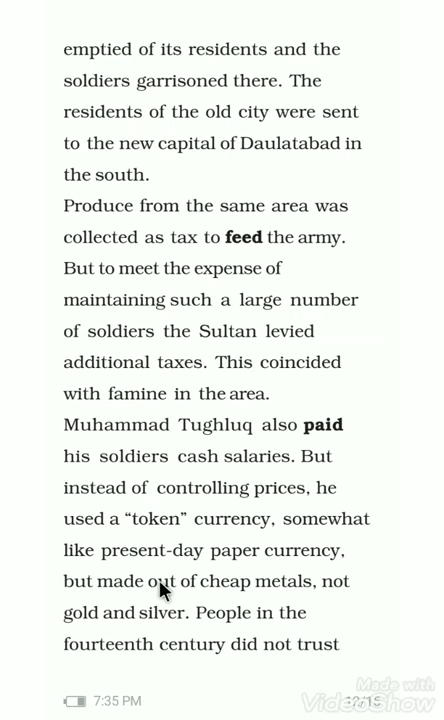 emptied of its residents and the
soldiers garrisoned there. The
residents of the old city were sent
to the new capital of Daulatabad in
the south.
Produce from the same area was
collected as tax to feed the army.
But to meet the expense of
maintaining such a large number
of soldiers the Sultan levied
additional taxes. This coincided
with famine in the area.
Muhammad Tughluq also paid
his soldiers cash salaries. But
instead of controlling prices, he
used a “token” currency, somewhat
like present-day paper currency,
but made out of cheap metals, not
gold and silver. People in the
fourteenth century did not trust
Made with
7:35 PM
VideoShow